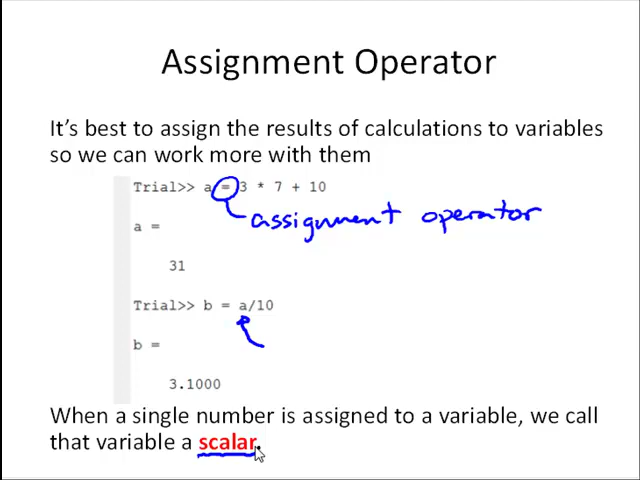 Assignment Operator
It's best to assign the results of calculations to variables
so we can work more with them
Trial>> a = 3 * 7 + 10
assignment operator
a =
31
Trial>> b = a/10
b =
3.1000
When a single number is assigned to a variable, we call
that variable a scalar.